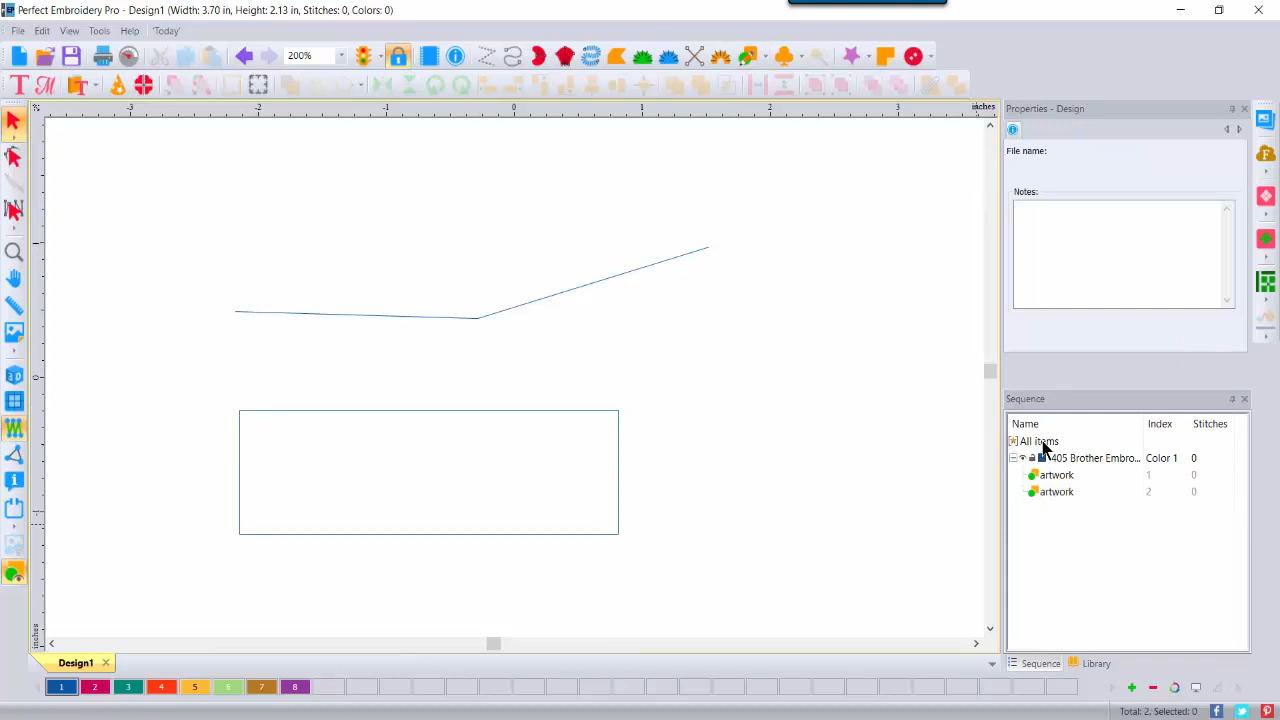 Perfect Embroidery Pro - Design1 (Width: 3.70 in, Height: 2.13 in, Stitches: 0, Colors: 0)
File Edit View Tools Help 'Today'
200%
-3 -2 -1 0 1 2 3 inches
Properties - Design
File name:
Notes:
0
inches
Sequence
Name Index Stitches
All items
405 Brother Embro... Color 1 0
artwork 1 0
artwork 2 0
Design1
Sequence Library
1 2 3 4 5 6 7 8
Total: 2, Selected: 0